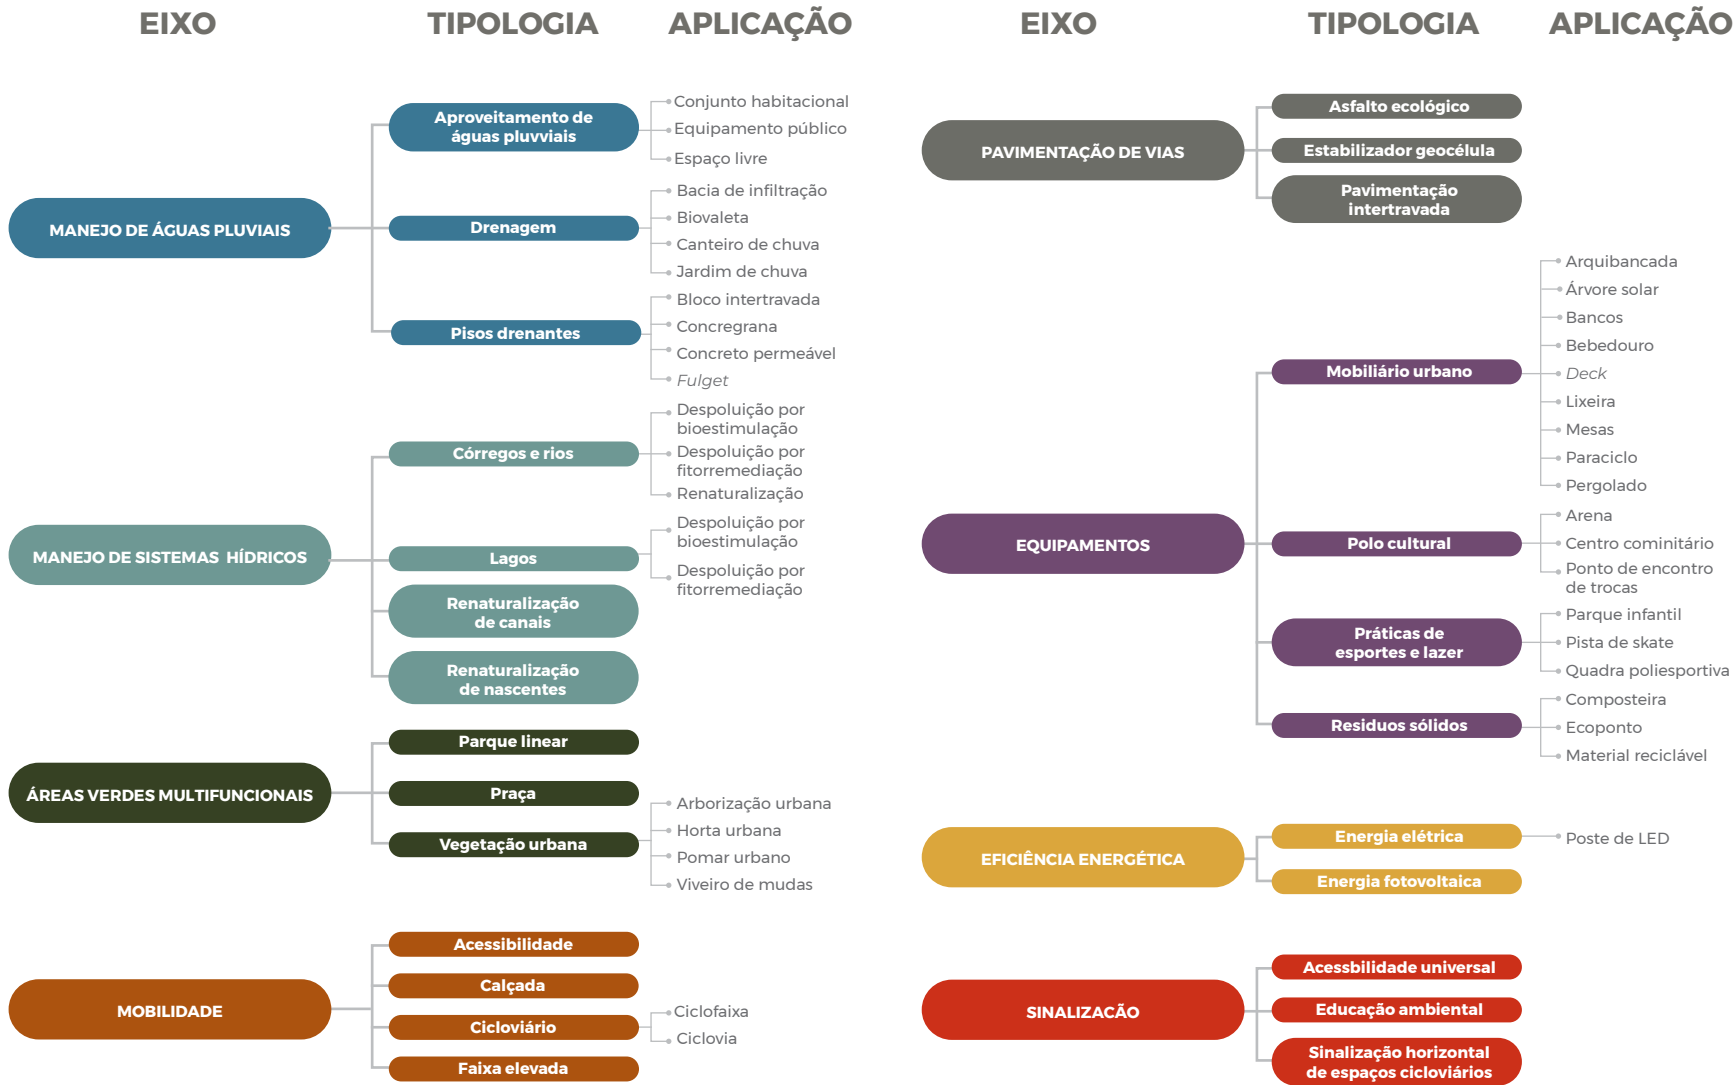 EIXO
TIPOLOGIA
APLICAÇÃO
MANEJO DE ÁGUAS PLUVIAIS
Aproveitamento de
águas pluvviais
Conjunto habitacional
Equipamento público
Espaço livre
Drenagem
Bacia de infiltração
Biovaleta
Canteiro de chuva
Jardim de chuva
Pisos drenantes
Bloco intertravada
Concregrana
Concreto permeável
Fulget
MANEJO DE SISTEMAS HÍDRICOS
Córregos e rios
Despoluição por
bioestimulação
Despoluição por
fitorremediação
Renaturalização
Lagos
Despoluição por
bioestimulação
Despoluição por
fitorremediação
Renaturalização
de canais
Renaturalização
de nascentes
ÁREAS VERDES MULTIFUNCIONAIS
Parque linear
Praça
Vegetação urbana
Arborização urbana
Horta urbana
Pomar urbano
Viveiro de mudas
MOBILIDADE
Acessibilidade
Calçada
Cicloviário
Ciclofaixa
Ciclovia
Faixa elevada
EIXO
TIPOLOGIA
APLICAÇÃO
PAVIMENTAÇÃO DE VIAS
Asfalto ecológico
Estabilizador geocélula
Pavimentação
intertravada
EQUIPAMENTOS
Mobiliário urbano
Arquibancada
Árvore solar
Bancos
Bebedouro
Deck
Lixeira
Mesas
Paraciclo
Pergolado
Polo cultural
Arena
Centro cominitário
Ponto de encontro
de trocas
Práticas de
esportes e lazer
Parque infantil
Pista de skate
Quadra poliesportiva
Residuos sólidos
Composteira
Ecoponto
Material reciclável
EFICIÊNCIA ENERGÉTICA
Energia elétrica
Poste de LED
Energia fotovoltaica
SINALIZACÃO
Acessbilidade universal
Educação ambiental
Sinalização horizontal
de espaços cicloviários